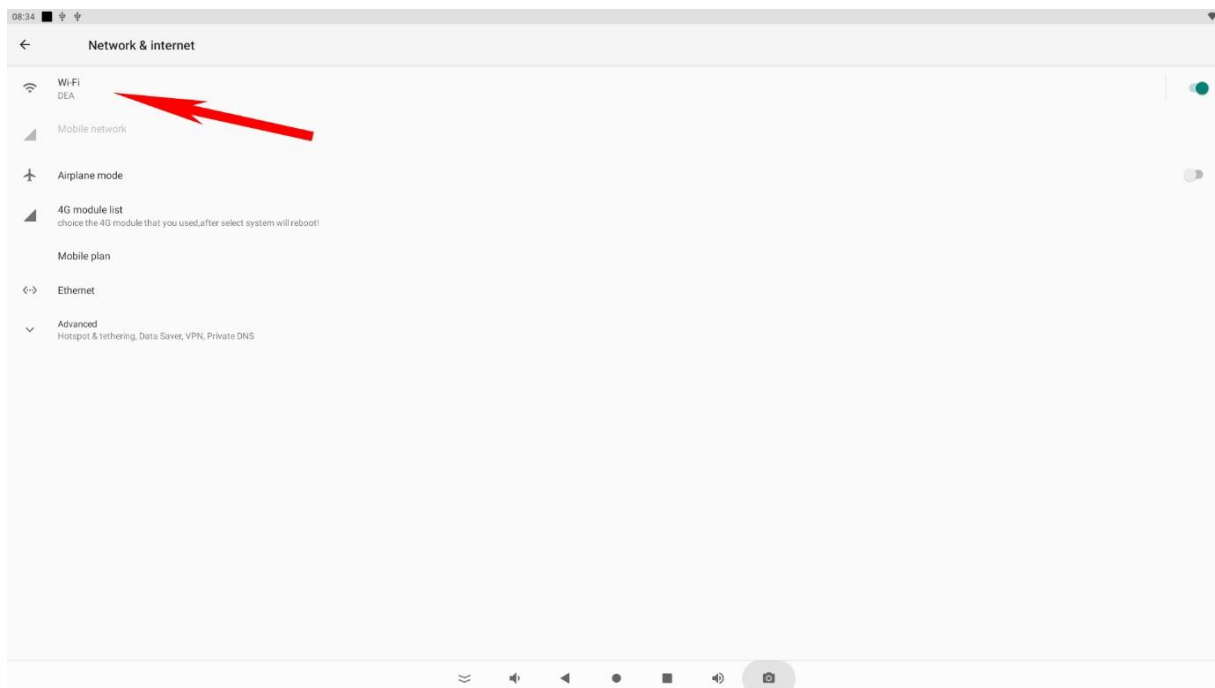 08:34
Network & internet
Wi-Fi
DEA
Mobile network
Airplane mode
4G module list
choice the 4G module that you used,after select system will reboot!
Mobile plan
Ethernet
Advanced
Hotspot & tethering, Data Saver, VPN, Private DNS